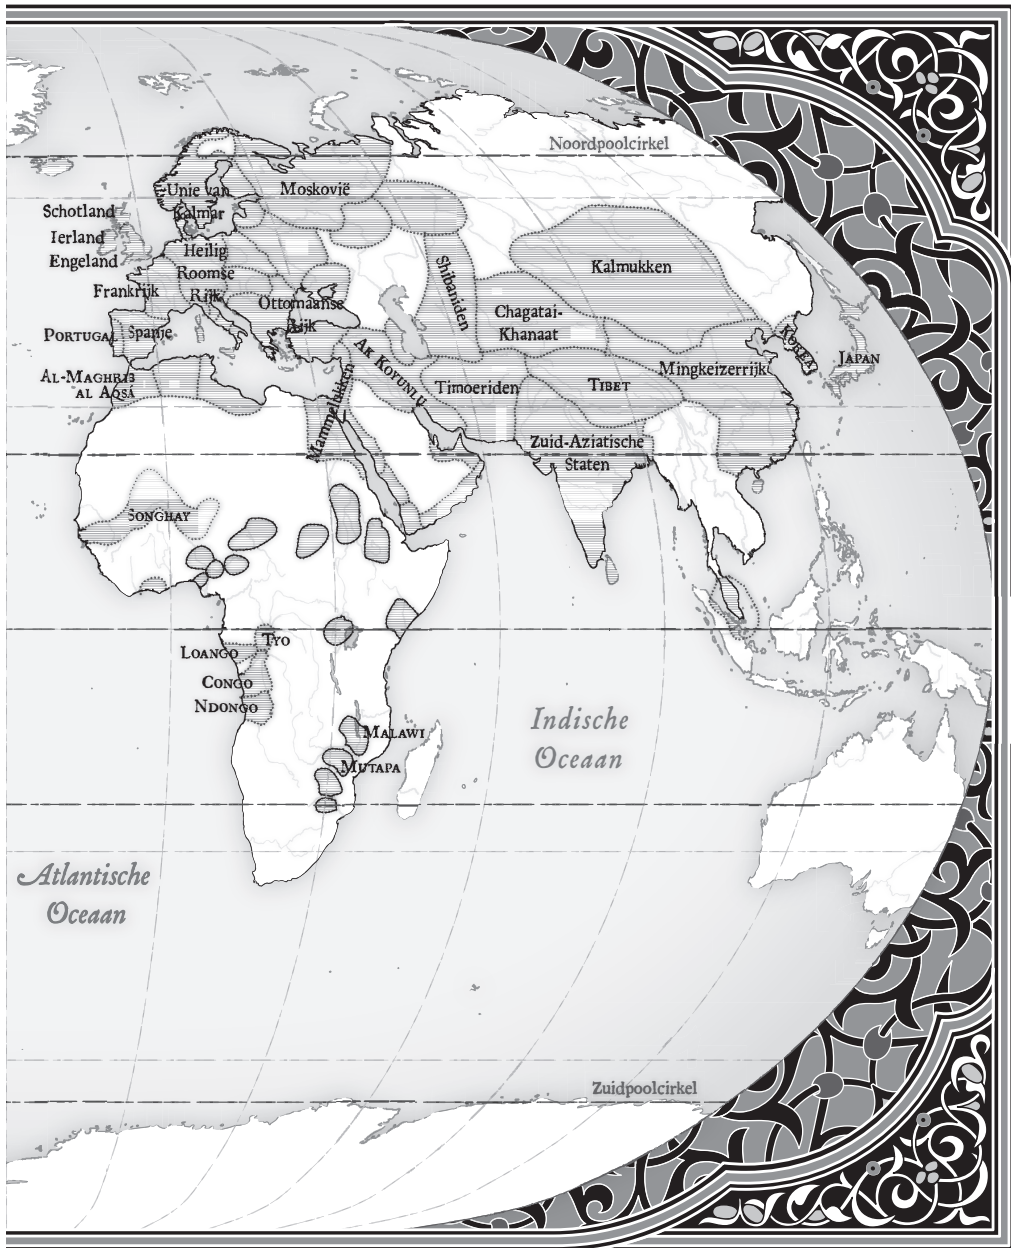 Noordpoolcirkel
Unie van
Kalmar
Moskovië
Schotland
Ierland
Engeland
Heilig
Roomse
Rijk
Frankrijk
Portugal
Spanje
Ottomaanse
Rijk
Shibaniden
Kalmukken
Chagatai-
Khanaat
Ak Koyunlu
Timoeriden
Tibet
Mingkeizerrijk
Korea
Japan
Al-Maghrib
al Aqsá
Mammelukken
Zuid-Aziatische
Staten
Songhay
Tyo
Loango
Congo
Ndongo
Malawi
Mutapa
Indische
Oceaan
Atlantische
Oceaan
Zuidpoolcirkel